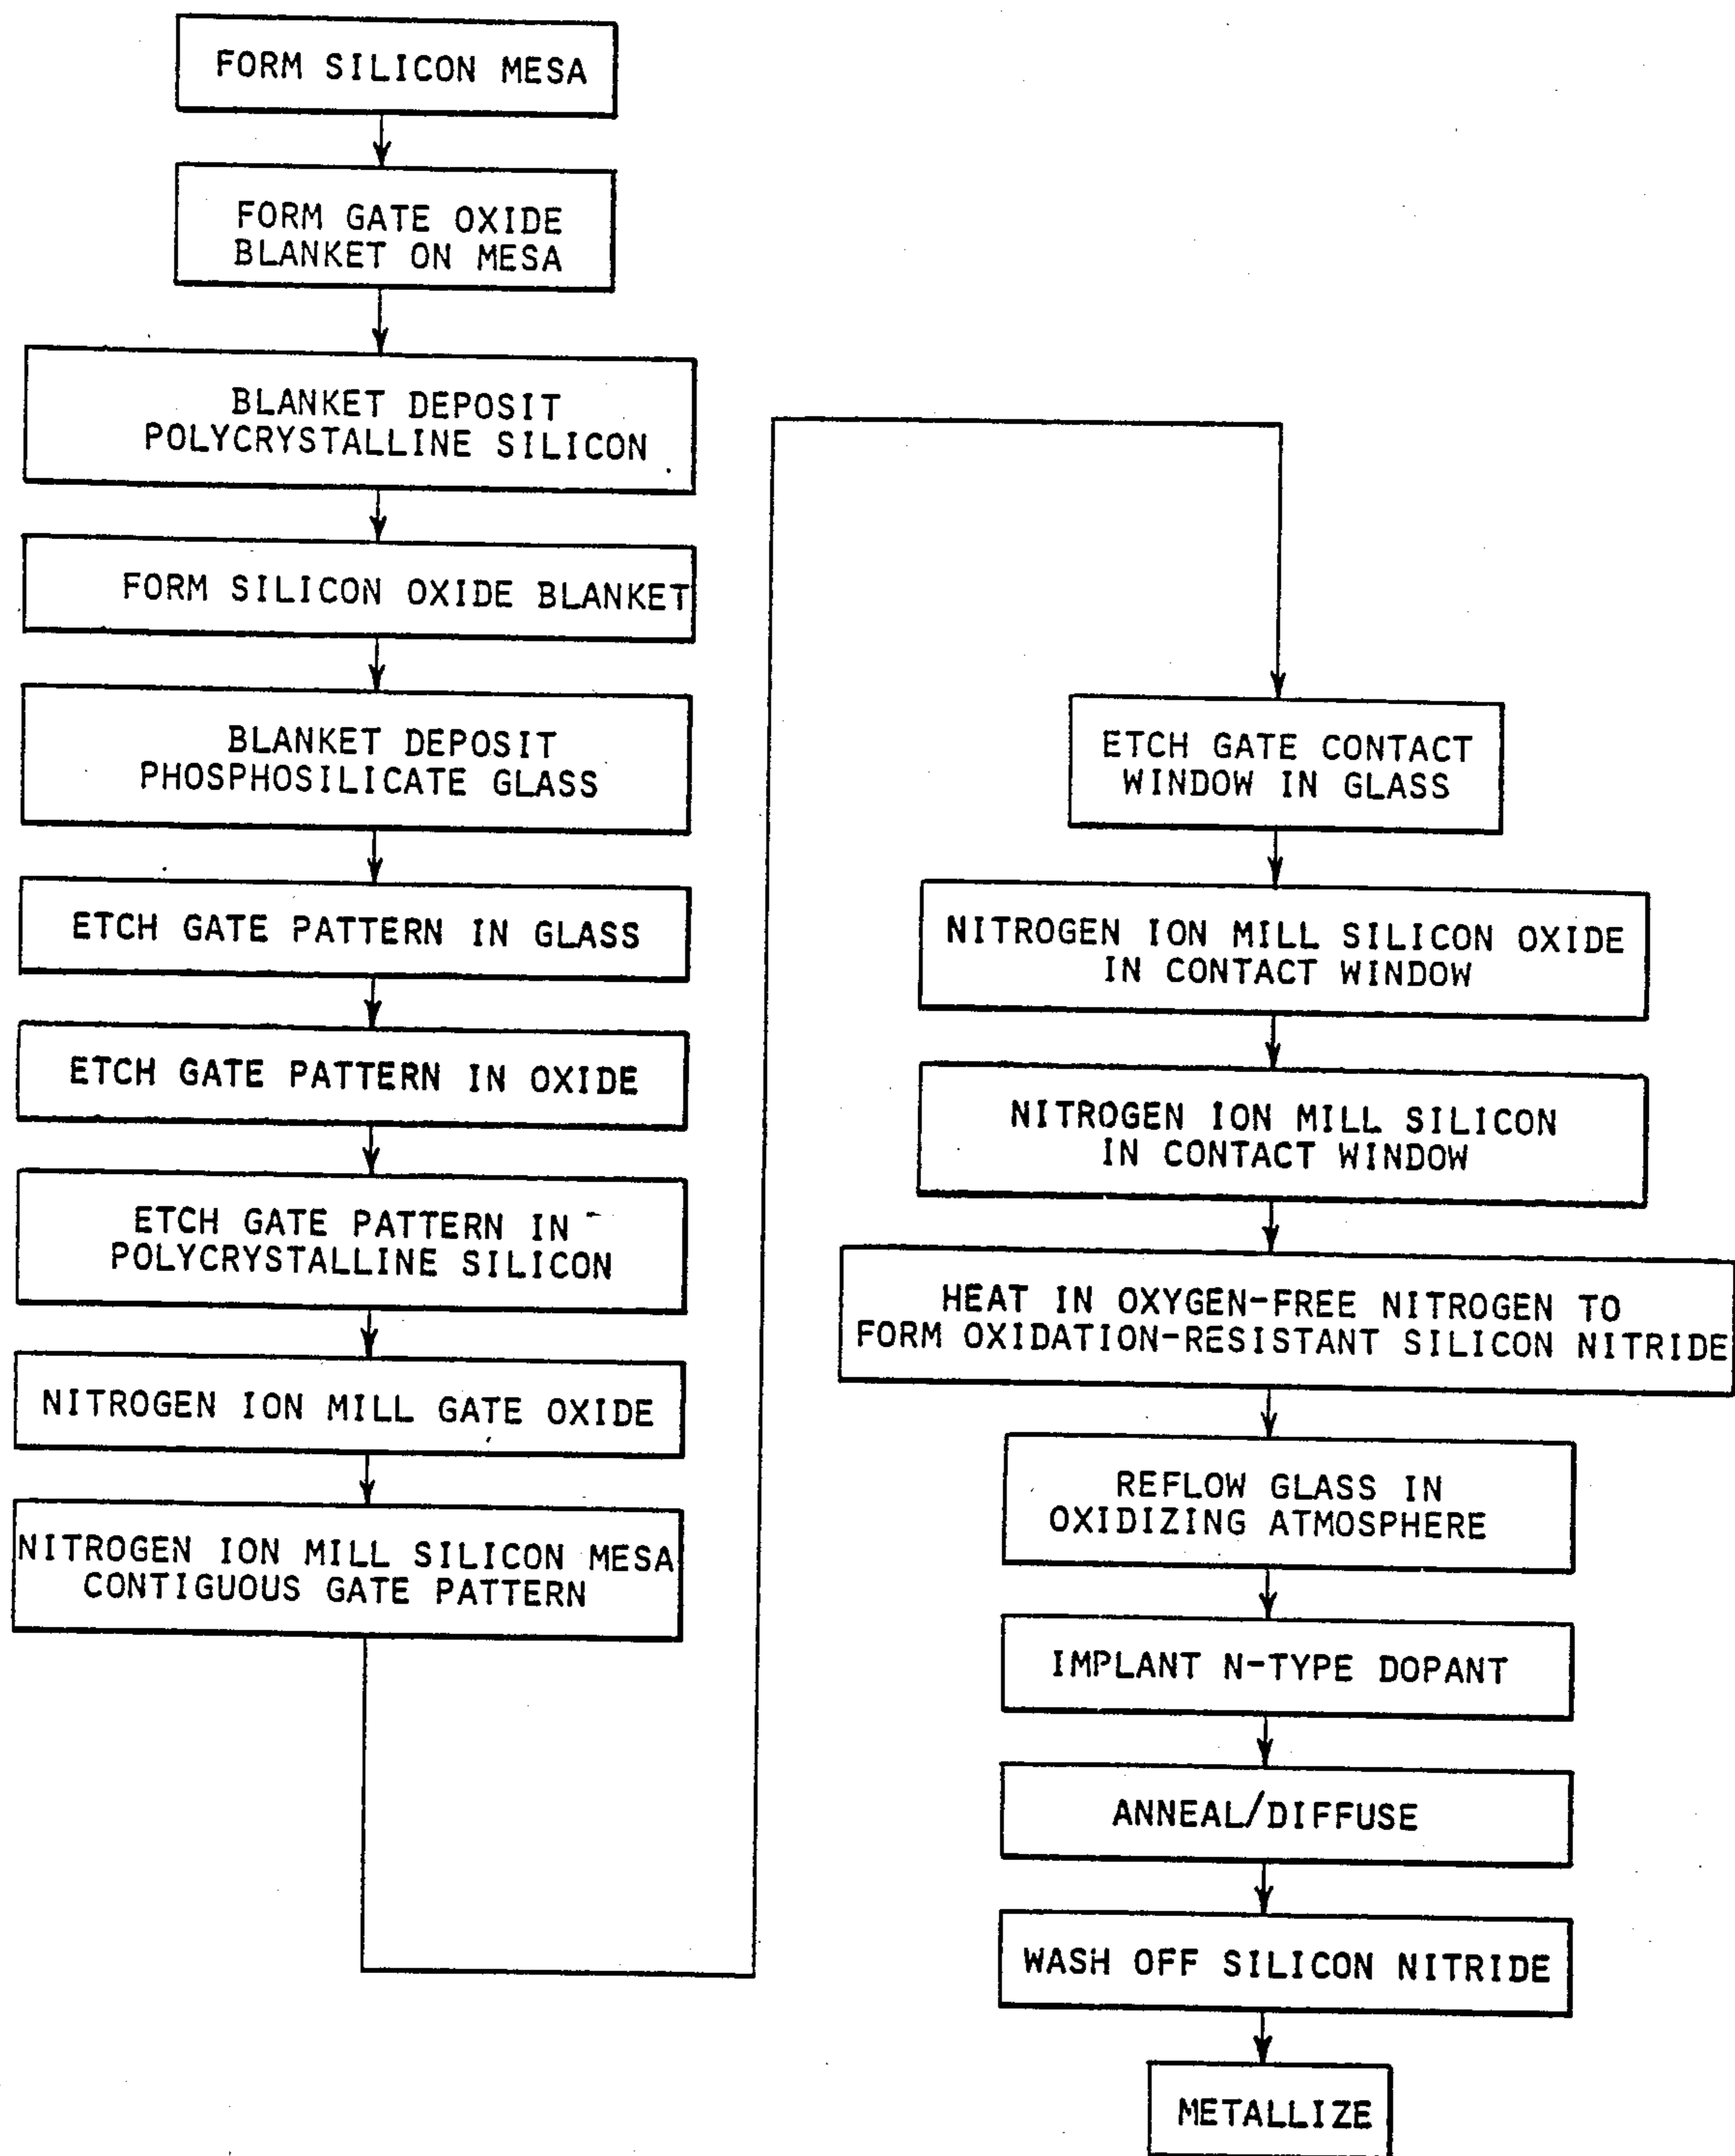 FORM SILICON MESA
FORM GATE OXIDE
BLANKET ON MESA
BLANKET DEPOSIT
POLYCRYSTALLINE SILICON
FORM SILICON OXIDE BLANKET
BLANKET DEPOSIT
PHOSPHOSILICATE GLASS
ETCH GATE PATTERN IN GLASS
ETCH GATE PATTERN IN OXIDE
ETCH GATE PATTERN IN
POLYCRYSTALLINE SILICON
NITROGEN ION MILL GATE OXIDE
NITROGEN ION MILL SILICON MESA
CONTIGUOUS GATE PATTERN
ETCH GATE CONTACT
WINDOW IN GLASS
NITROGEN ION MILL SILICON OXIDE
IN CONTACT WINDOW
NITROGEN ION MILL SILICON
IN CONTACT WINDOW
HEAT IN OXYGEN-FREE NITROGEN TO
FORM OXIDATION-RESISTANT SILICON NITRIDE
REFLOW GLASS IN
OXIDIZING ATMOSPHERE
IMPLANT N-TYPE DOPANT
ANNEAL/DIFFUSE
WASH OFF SILICON NITRIDE
METALLIZE